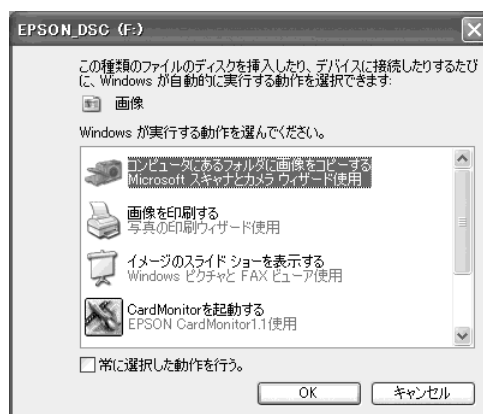 EPSON_DSC (F:)
この種類のファイルのディスクを挿入したり、デバイスに接続したりするたび
に、Windows が自動的に実行する動作を選択できます:
画像
Windows が実行する動作を選んでください。
コンピュータにあるフォルダに画像をコピーする
Microsoft スキャナとカメラ ウィザード使用
画像を印刷する
写真の印刷ウィザード使用
イメージのスライド ショーを表示する
Windows ピクチャと FAX ビューア使用
CardMonitorを起動する
EPSON CardMonitor1.1使用
常に選択した動作を行う。
OK
キャンセル